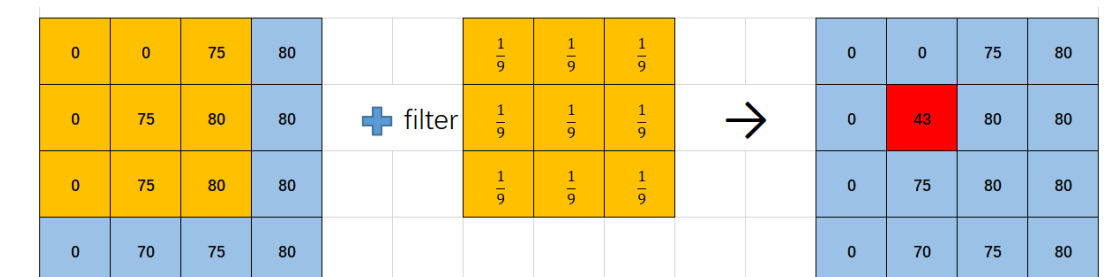 0 0 75 80 1/9 1/9 1/9 0 0 75 80
0 75 80 80 filter 1/9 1/9 1/9 → 0 43 80 80
0 75 80 80 1/9 1/9 1/9 0 75 80 80
0 70 75 80 0 70 75 80